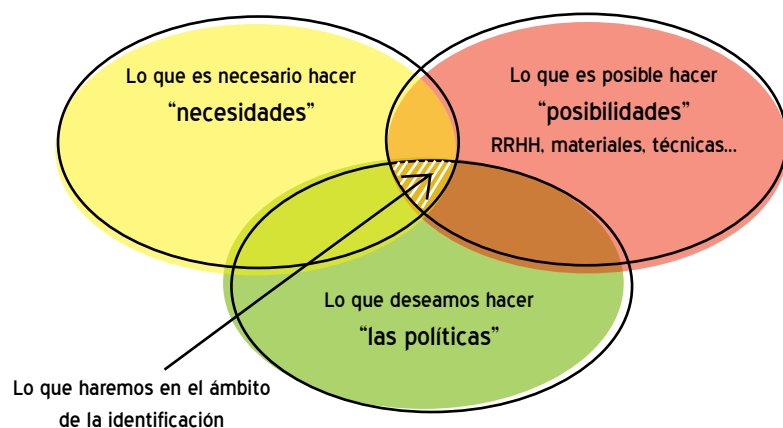 Lo que es necesario hacer
“necesidades”
Lo que es posible hacer
“posibilidades”
RRHH, materiales, técnicas...
Lo que deseamos hacer
“las políticas”
Lo que haremos en el ámbito
de la identificación